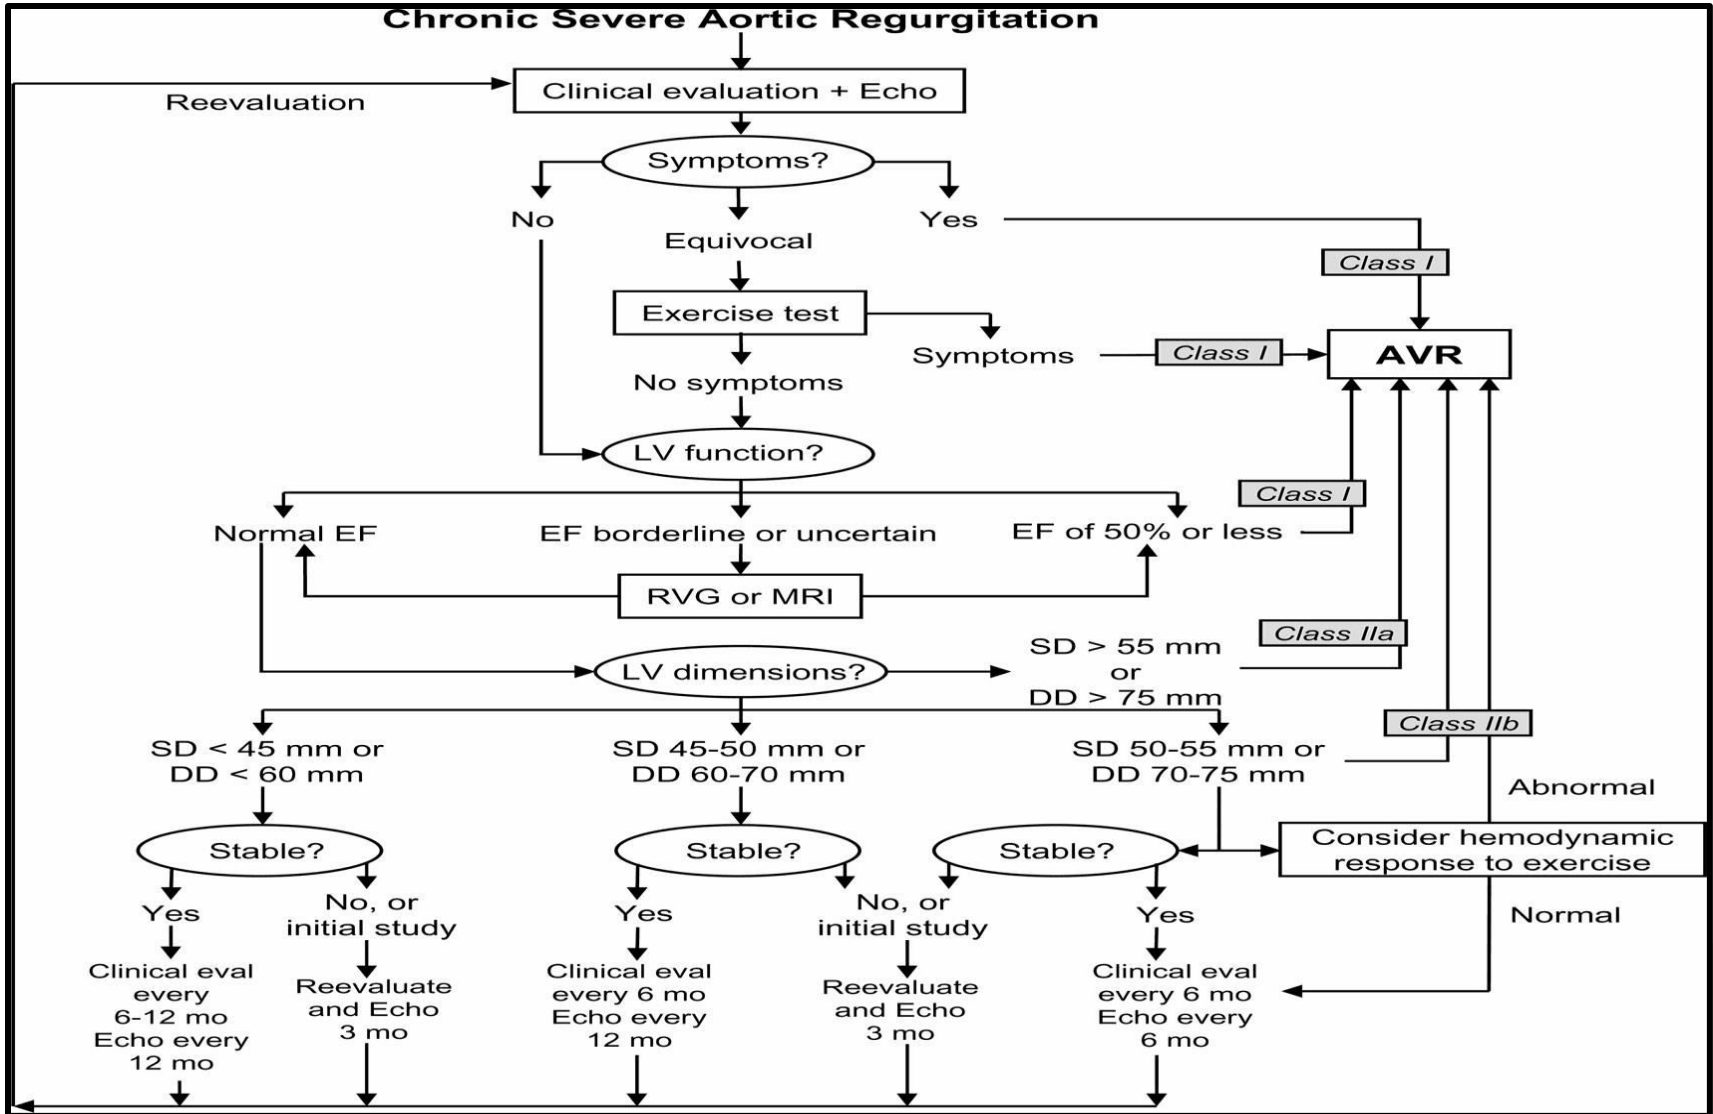 Chronic Severe Aortic Regurgitation
Reevaluation
Clinical evaluation + Echo
Symptoms?
No
Equivocal
Yes
Class I
Exercise test
Symptoms
Class I
AVR
No symptoms
LV function?
Class I
Normal EF
EF borderline or uncertain
EF of 50% or less
RVG or MRI
Class IIa
LV dimensions?
SD > 55 mm
or
DD > 75 mm
Class IIb
SD < 45 mm or
DD < 60 mm
SD 45-50 mm or
DD 60-70 mm
SD 50-55 mm or
DD 70-75 mm
Abnormal
Stable?
Stable?
Stable?
Consider hemodynamic
response to exercise
Normal
Yes
No, or
initial study
Yes
No, or
initial study
Yes
Clinical eval
every
6-12 mo
Echo every
12 mo
Reevaluate
and Echo
3 mo
Clinical eval
every 6 mo
Echo every
12 mo
Reevaluate
and Echo
3 mo
Clinical eval
every 6 mo
Echo every
6 mo